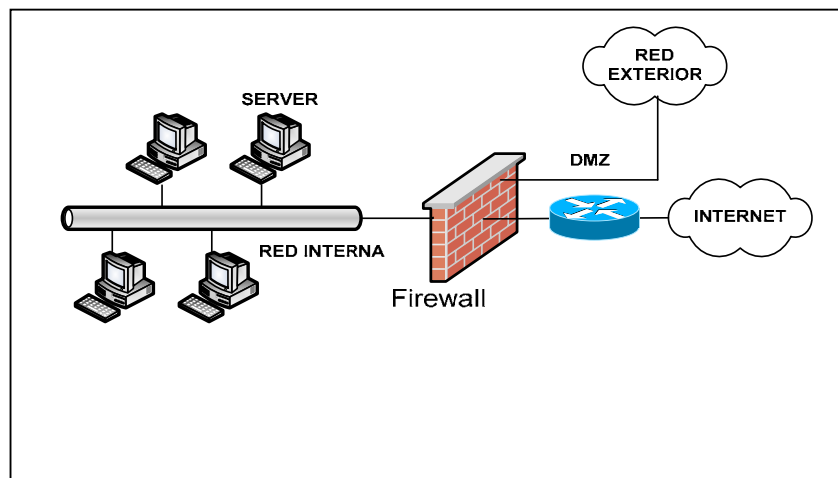 RED
EXTERIOR
SERVER
DMZ
INTERNET
RED INTERNA
Firewall